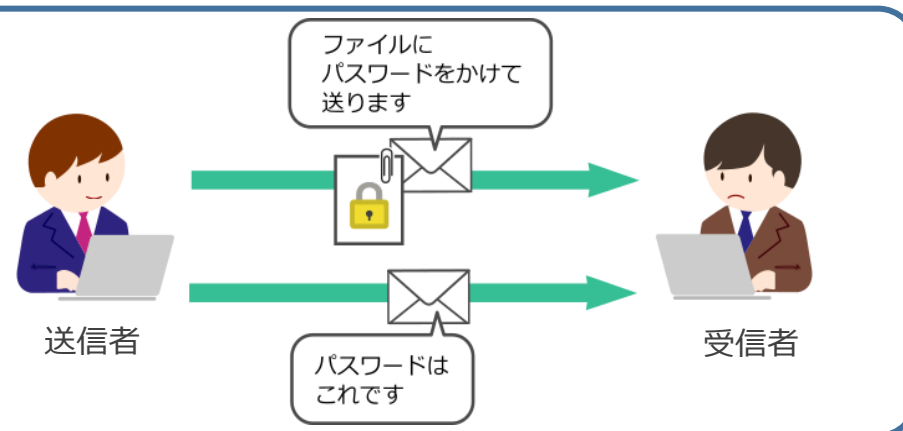 ファイルに
パスワードをかけて
送ります
送信者
受信者
パスワードは
これです